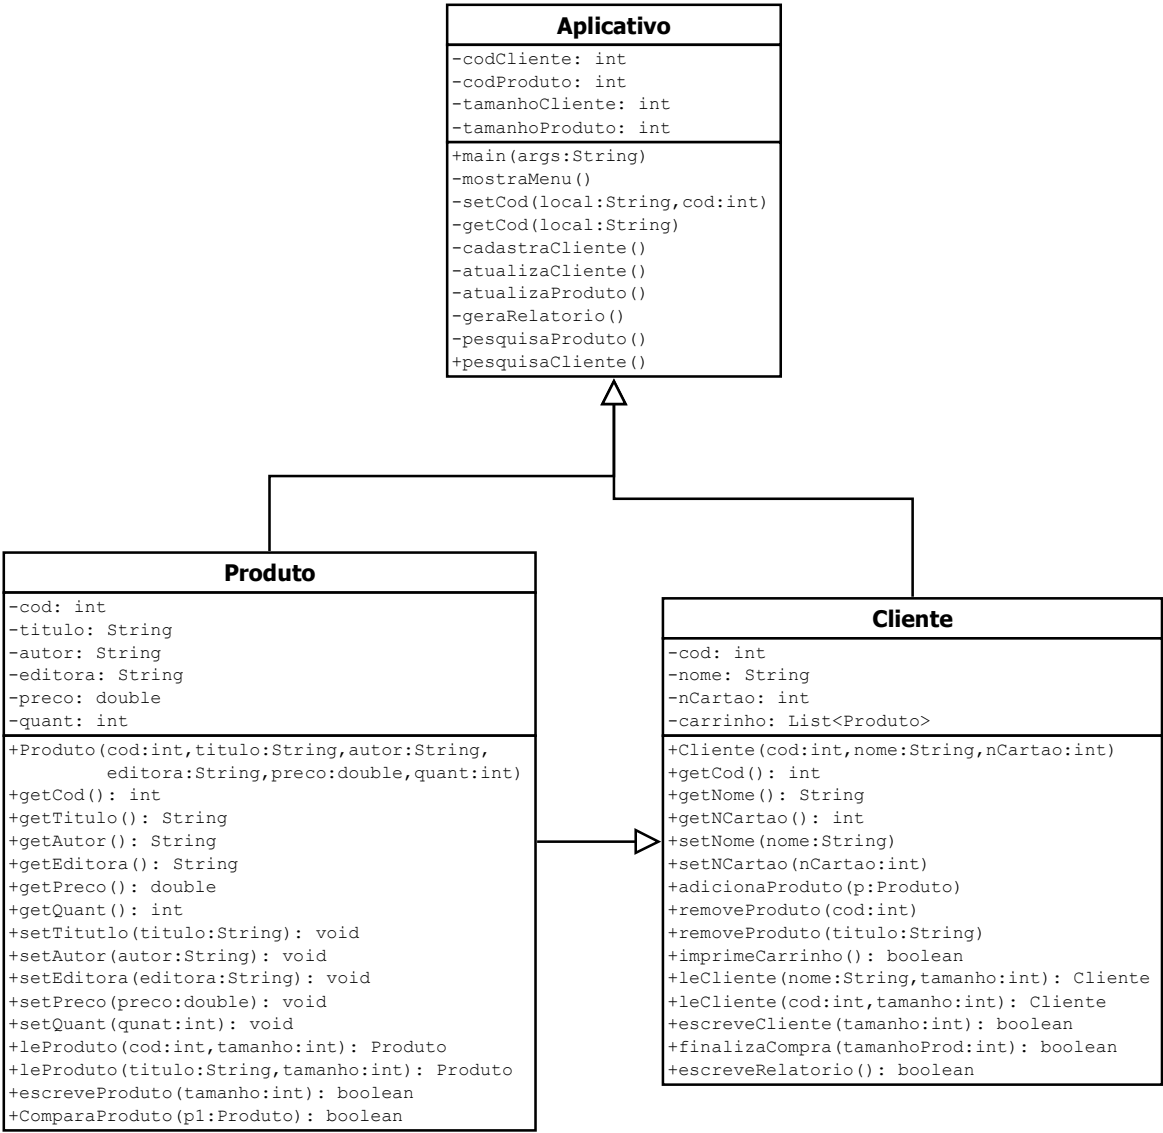 Aplicativo
-codCliente: int
-codProduto: int
-tamanhoCliente: int
-tamanhoProduto: int
+main(args:String)
-mostraMenu()
-setCod(local:String,cod:int)
-getCod(local:String)
-cadastraCliente()
-atualizaCliente()
-atualizaProduto()
-geraRelatorio()
-pesquisaProduto()
+pesquisaCliente()
Produto
-cod: int
-titulo: String
-autor: String
-editora: String
-preco: double
-quant: int
+Produto(cod:int,titulo:String,autor:String,
editora:String,preco:double,quant:int)
+getCod(): int
+getTitulo(): String
+getAutor(): String
+getEditora(): String
+getPreco(): double
+getQuant(): int
+setTitutlo(titulo:String): void
+setAutor(autor:String): void
+setEditora(editora:String): void
+setPreco(preco:double): void
+setQuant(qunat:int): void
+leProduto(cod:int,tamanho:int): Produto
+leProduto(titulo:String,tamanho:int): Produto
+escreveProduto(tamanho:int): boolean
+ComparaProduto(p1:Produto): boolean
Cliente
-cod: int
-nome: String
-nCartao: int
-carrinho: List<Produto>
+Cliente(cod:int,nome:String,nCartao:int)
+getCod(): int
+getNome(): String
+getNCartao(): int
+setNome(nome:String)
+setNCartao(nCartao:int)
+adicionaProduto(p:Produto)
+removeProduto(cod:int)
+removeProduto(titulo:String)
+imprimeCarrinho(): boolean
+leCliente(nome:String,tamanho:int): Cliente
+leCliente(cod:int,tamanho:int): Cliente
+escreveCliente(tamanho:int): boolean
+finalizaCompra(tamanhoProd:int): boolean
+escreveRelatorio(): boolean